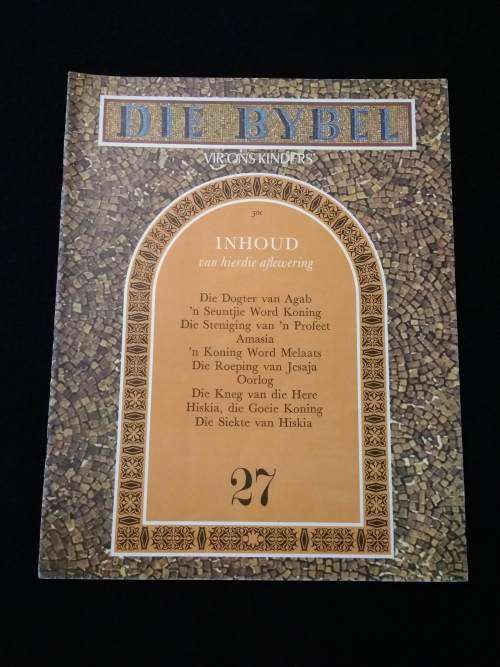 DIE BYBEL
VIR ONS KINDERS
30c
INHOUD
van hierdie aflewering
Die Dogter van Agab
'n Seuntjie Word Koning
Die Steniging van 'n Profeet
Amasia
'n Koning Word Melaats
Die Roeping van Jesaja
Oorlog
Die Kneg van die Here
Hiskia, die Goeie Koning
Die Siekte van Hiskia
27